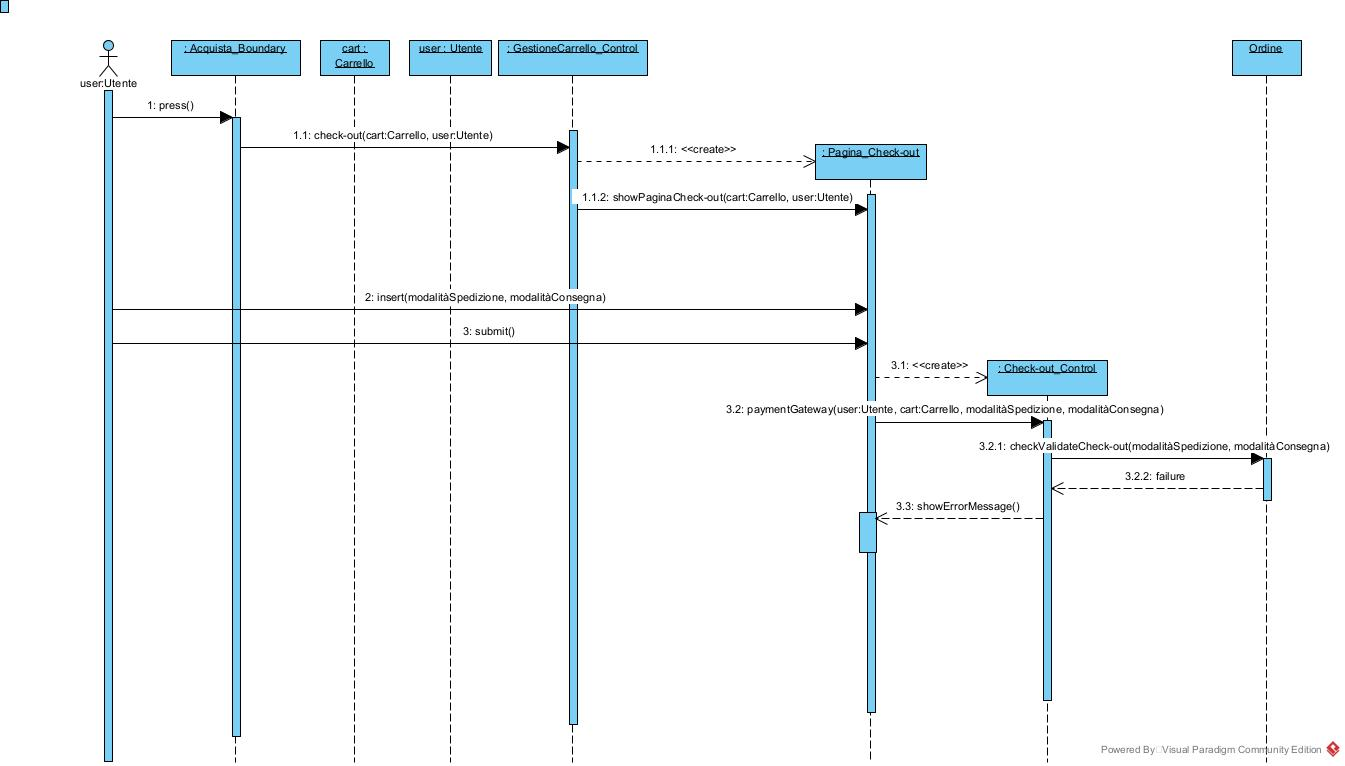 : Acquista_Boundary
cart :
Carrello
user : Utente
: GestioneCarrello_Control
Ordine
user:Utente
1: press()
1.1: check-out(cart:Carrello, user:Utente)
1.1.1: <<create>>
: Pagina_Check-out
1.1.2: showPaginaCheck-out(cart:Carrello, user:Utente)
2: insert(modalitàSpedizione, modalitàConsegna)
3: submit()
3.1: <<create>>
: Check-out_Control
3.2: paymentGateway(user:Utente, cart:Carrello, modalitàSpedizione, modalitàConsegna)
3.2.1: checkValidateCheck-out(modalitàSpedizione, modalitàConsegna)
3.2.2: failure
3.3: showErrorMessage()
Powered By Visual Paradigm Community Edition